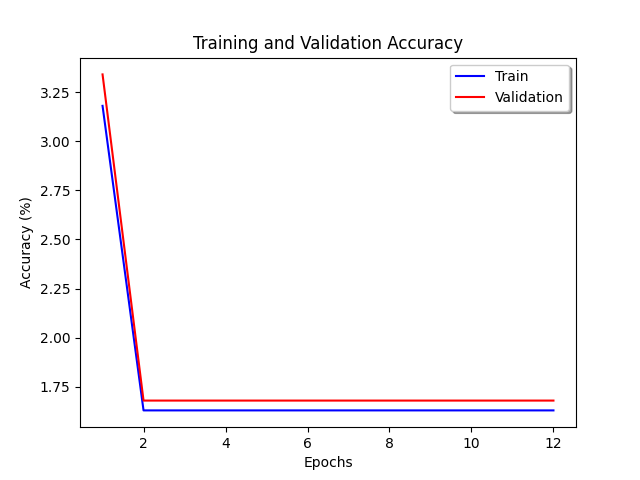 Training and Validation Accuracy
Train
Validation
3.25
3.00
2.75
2.50
2.25
2.00
1.75
Accuracy (%)
2 4 6 8 10 12
Epochs